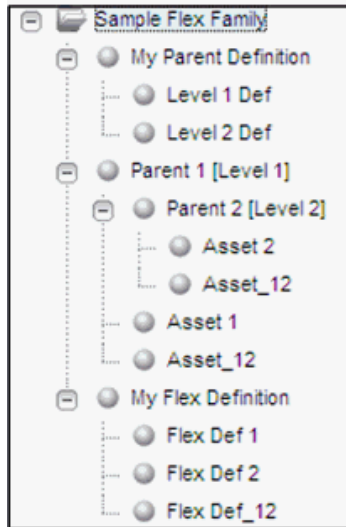 Sample Flex Family
My Parent Definition
Level 1 Def
Level 2 Def
Parent 1 [Level 1]
Parent 2 [Level 2]
Asset 2
Asset_12
Asset 1
Asset_12
My Flex Definition
Flex Def 1
Flex Def 2
Flex Def_12